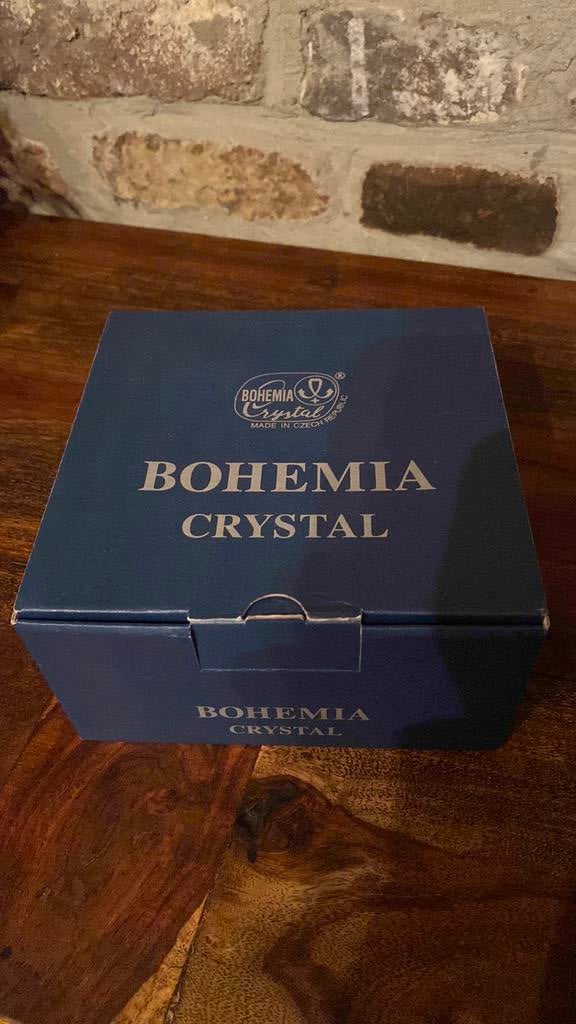 BOHEMIA
Crystal
®
MADE IN CZECH REPUBLIC
BOHEMIA
CRYSTAL
BOHEMIA
CRYSTAL